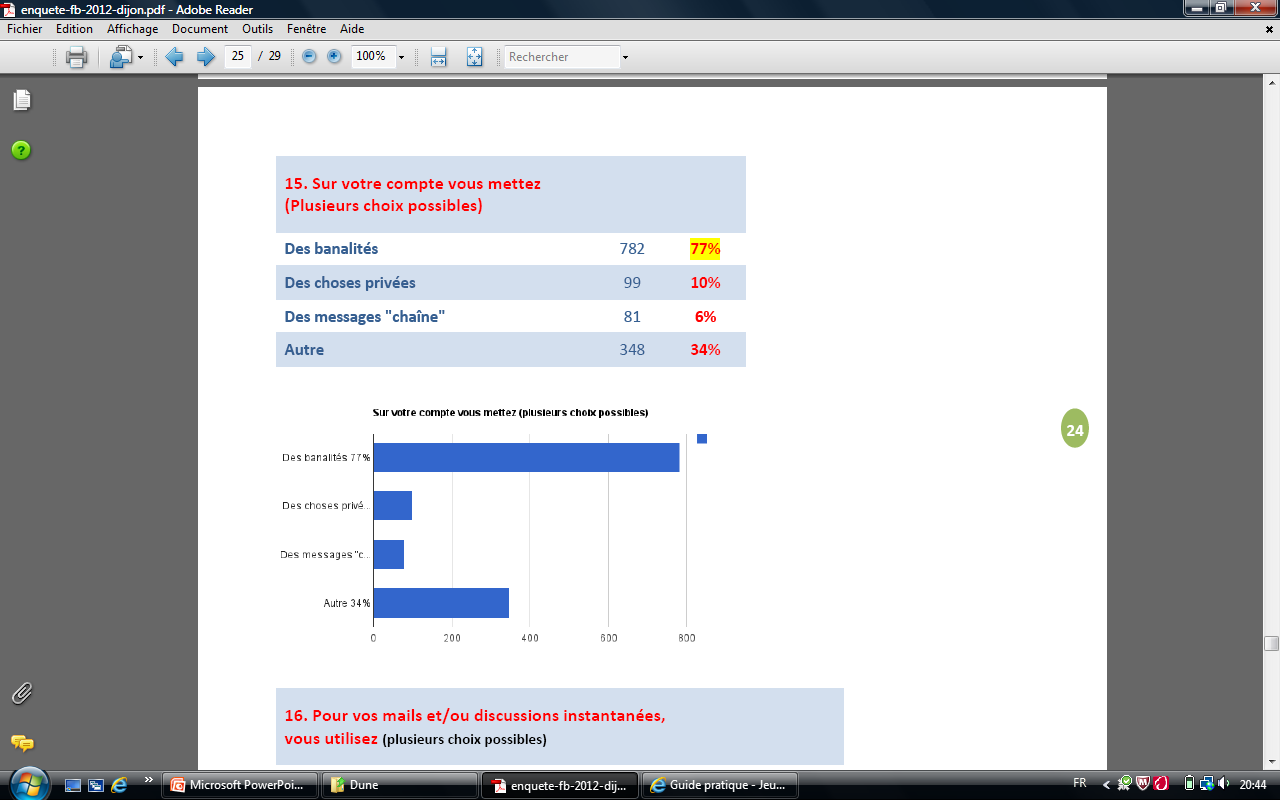 enquete-fb-2012-dijon.pdf - Adobe Reader
Fichier Edition Affichage Document Outils Fenêtre Aide
25 / 29 100% Rechercher
15. Sur votre compte vous mettez
(Plusieurs choix possibles)
Des banalités 782 77%
Des choses privées 99 10%
Des messages "chaîne" 81 6%
Autre 348 34%
Sur votre compte vous mettez (plusieurs choix possibles)
Des banalités 77%
Des choses privé...
Des messages "c...
Autre 34%
0 200 400 600 800
24
16. Pour vos mails et/ou discussions instantanées,
vous utilisez (plusieurs choix possibles)
Microsoft PowerPoi... Dune enquete-fb-2012-dij... Guide pratique - Jeu... FR 20:44